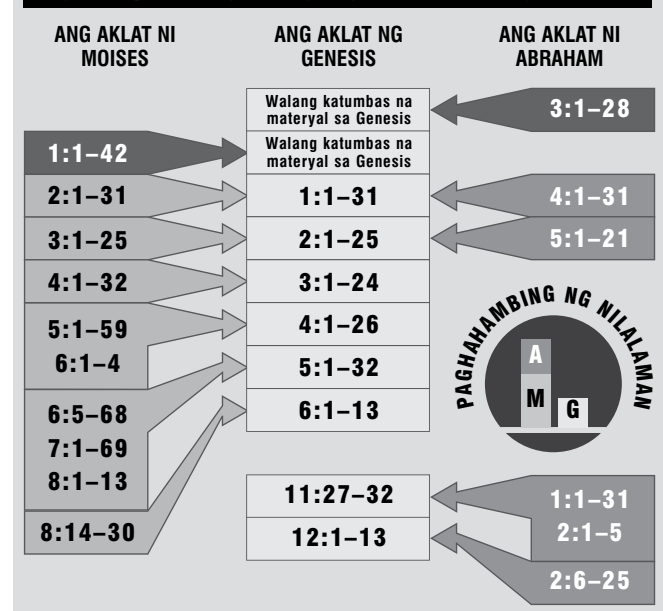 ANG AKLAT NI
MOISES
ANG AKLAT NG
GENESIS
ANG AKLAT NI
ABRAHAM
Walang katumbas na
materyal sa Genesis
3:1–28
1:1–42
Walang katumbas na
materyal sa Genesis
2:1–31
1:1–31
4:1–31
3:1–25
2:1–25
5:1–21
4:1–32
3:1–24
5:1–59
6:1–4
4:1–26
5:1–32
6:5–68
7:1–69
8:1–13
6:1–13
8:14–30
PAGHAHAMBING NG NILALAMAN
A
M
G
11:27–32
12:1–13
1:1–31
2:1–5
2:6–25